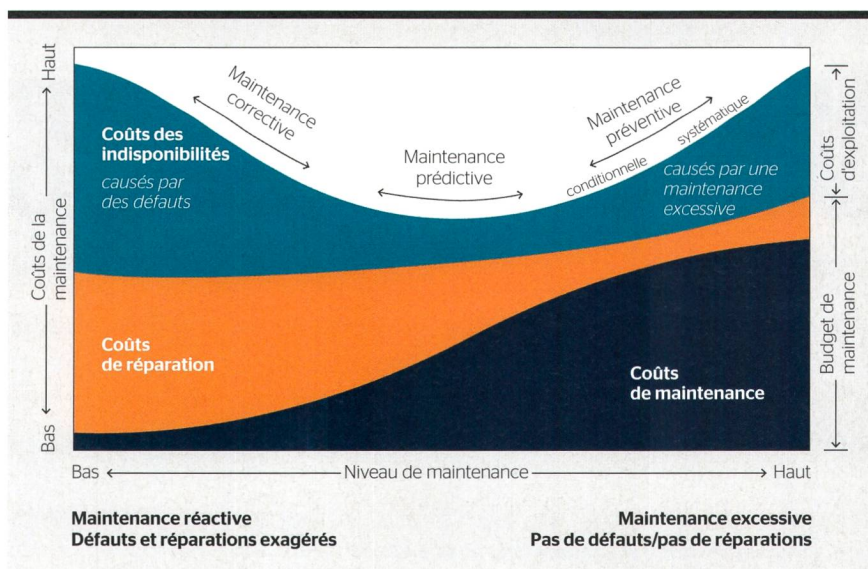 Haut
Coûts de la
maintenance
Bas
Maintenance
corrective
Maintenance
prédictive
Maintenance
préventive
conditionnelle
systématique
Coûts des
indisponibilités
causés par
des défauts
causés par une
maintenance
excessive
Coûts
de réparation
Coûts
de maintenance
Coûts
d'exploitation
Budget de
maintenance
Bas
Niveau de maintenance
Haut
Maintenance réactive
Défauts et réparations exagérés
Maintenance excessive
Pas de défauts/pas de réparations